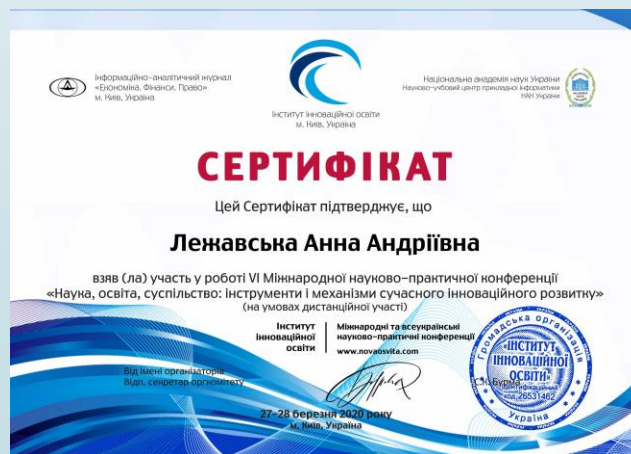 Інформаційно-аналітичний журнал
«Економіка. Фінанси. Право»
м. Київ, Україна
Інститут інноваційної освіти
м. Київ, Україна
Національна академія наук України
Науково-учбовий центр прикладної інформатики
НАН України
СЕРТИФІКАТ
Цей Сертифікат підтверджує, що
Лежавська Анна Андріївна
взяв (ла) участь у роботі VI Міжнародної науково-практичної конференції
«Наука, освіта, суспільство: інструменти і механізми сучасного інноваційного розвитку»
(на умовах дистанційної участі)
Інститут
інноваційної
освіти
Міжнародні та всеукраїнські
науково-практичні конференції
www.novaosvita.com
Від імені організаторів
Відп. секретар оргкомітету
С.Ю. Бурма
Громадська організація
«ІНСТИТУТ
ІННОВАЦІЙНОЇ
ОСВІТИ»
Ідентифікаційний
код 26531462
Україна
27-28 березня 2020 року
м. Київ, Україна